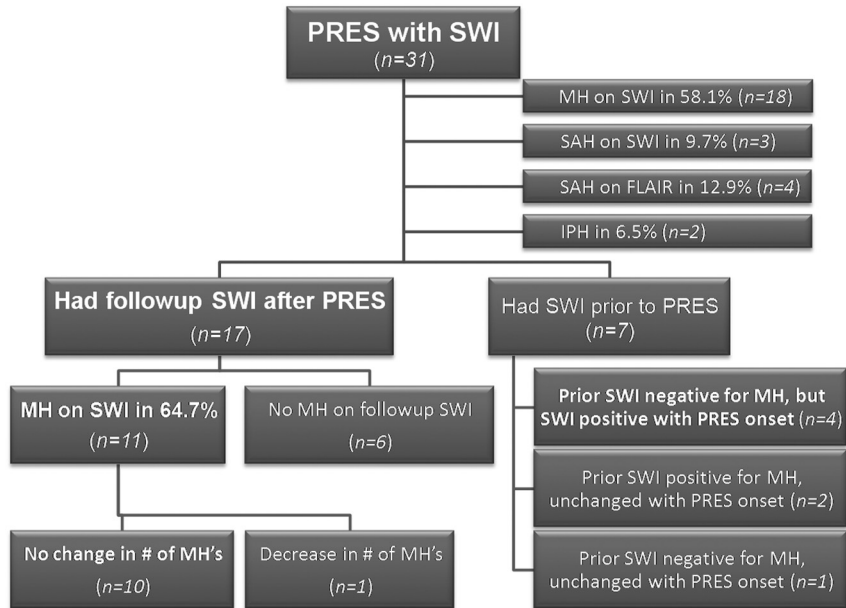 PRES with SWI
(n=31)
MH on SWI in 58.1% (n=18)
SAH on SWI in 9.7% (n=3)
SAH on FLAIR in 12.9% (n=4)
IPH in 6.5% (n=2)
Had followup SWI after PRES
(n=17)
Had SWI prior to PRES
(n=7)
MH on SWI in 64.7%
(n=11)
No MH on followup SWI
(n=6)
Prior SWI negative for MH, but
SWI positive with PRES onset (n=4)
Prior SWI positive for MH,
unchanged with PRES onset (n=2)
No change in # of MH's
(n=10)
Decrease in # of MH's
(n=1)
Prior SWI negative for MH,
unchanged with PRES onset (n=1)